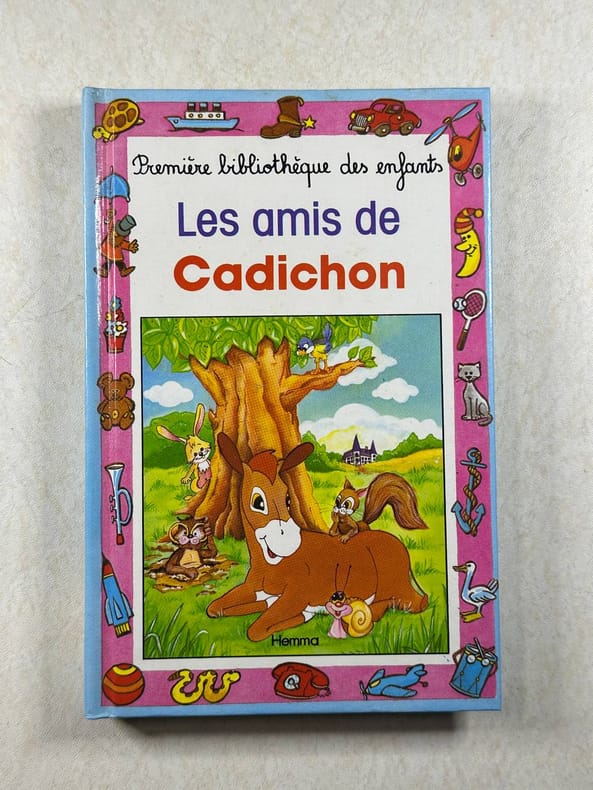 Première bibliothèque des enfants
Les amis de
Cadichon
Hemma